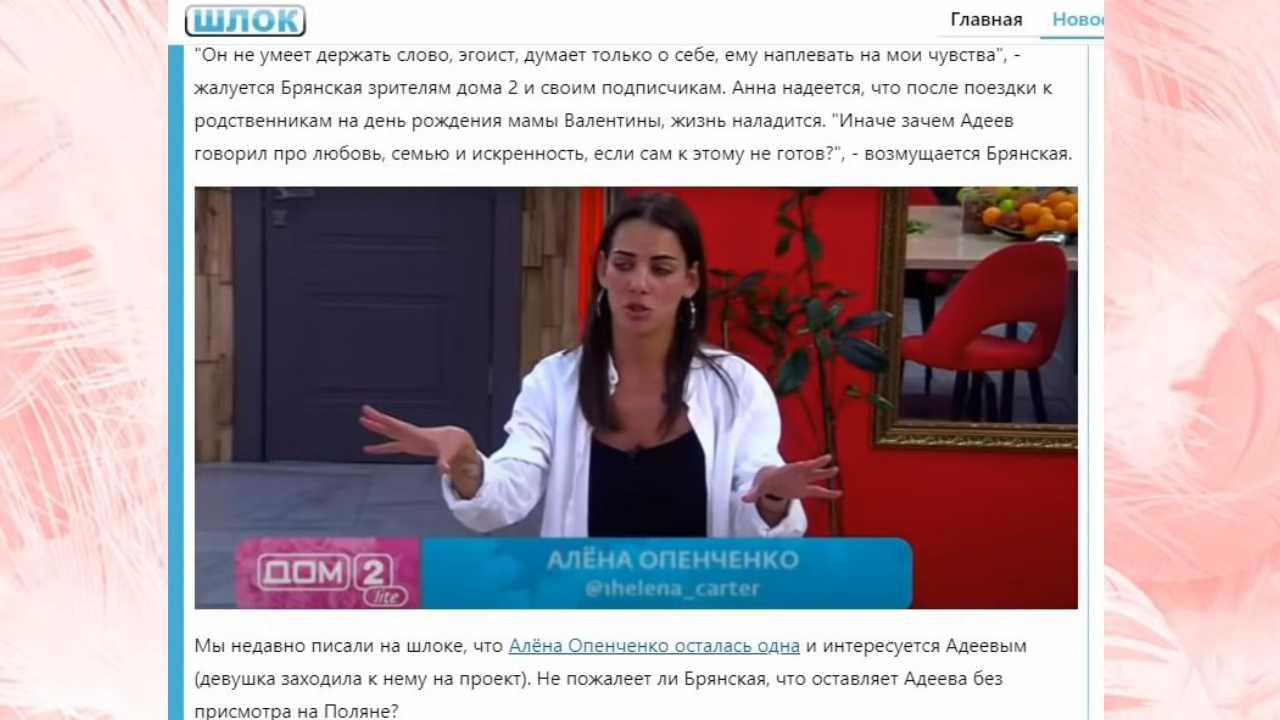 ШЛОК
Главная
Новос
"Он не умеет держать слово, эгоист, думает только о себе, ему наплевать на мои чувства", -
жалуется Брянская зрителям дома 2 и своим подписчикам. Анна надеется, что после поездки к
родственникам на день рождения мамы Валентины, жизнь наладится. "Иначе зачем Адеев
говорил про любовь, семью и искренность, если сам к этому не готов?", - возмущается Брянская.
АЛЁНА ОПЕНЧЕНКО
ДОМ 2
lite
@1helena_carter
Мы недавно писали на шлоке, что Алёна Опенченко осталась одна и интересуется Адеевым
(девушка заходила к нему на проект). Не пожалеет ли Брянская, что оставляет Адеева без
присмотра на Поляне?